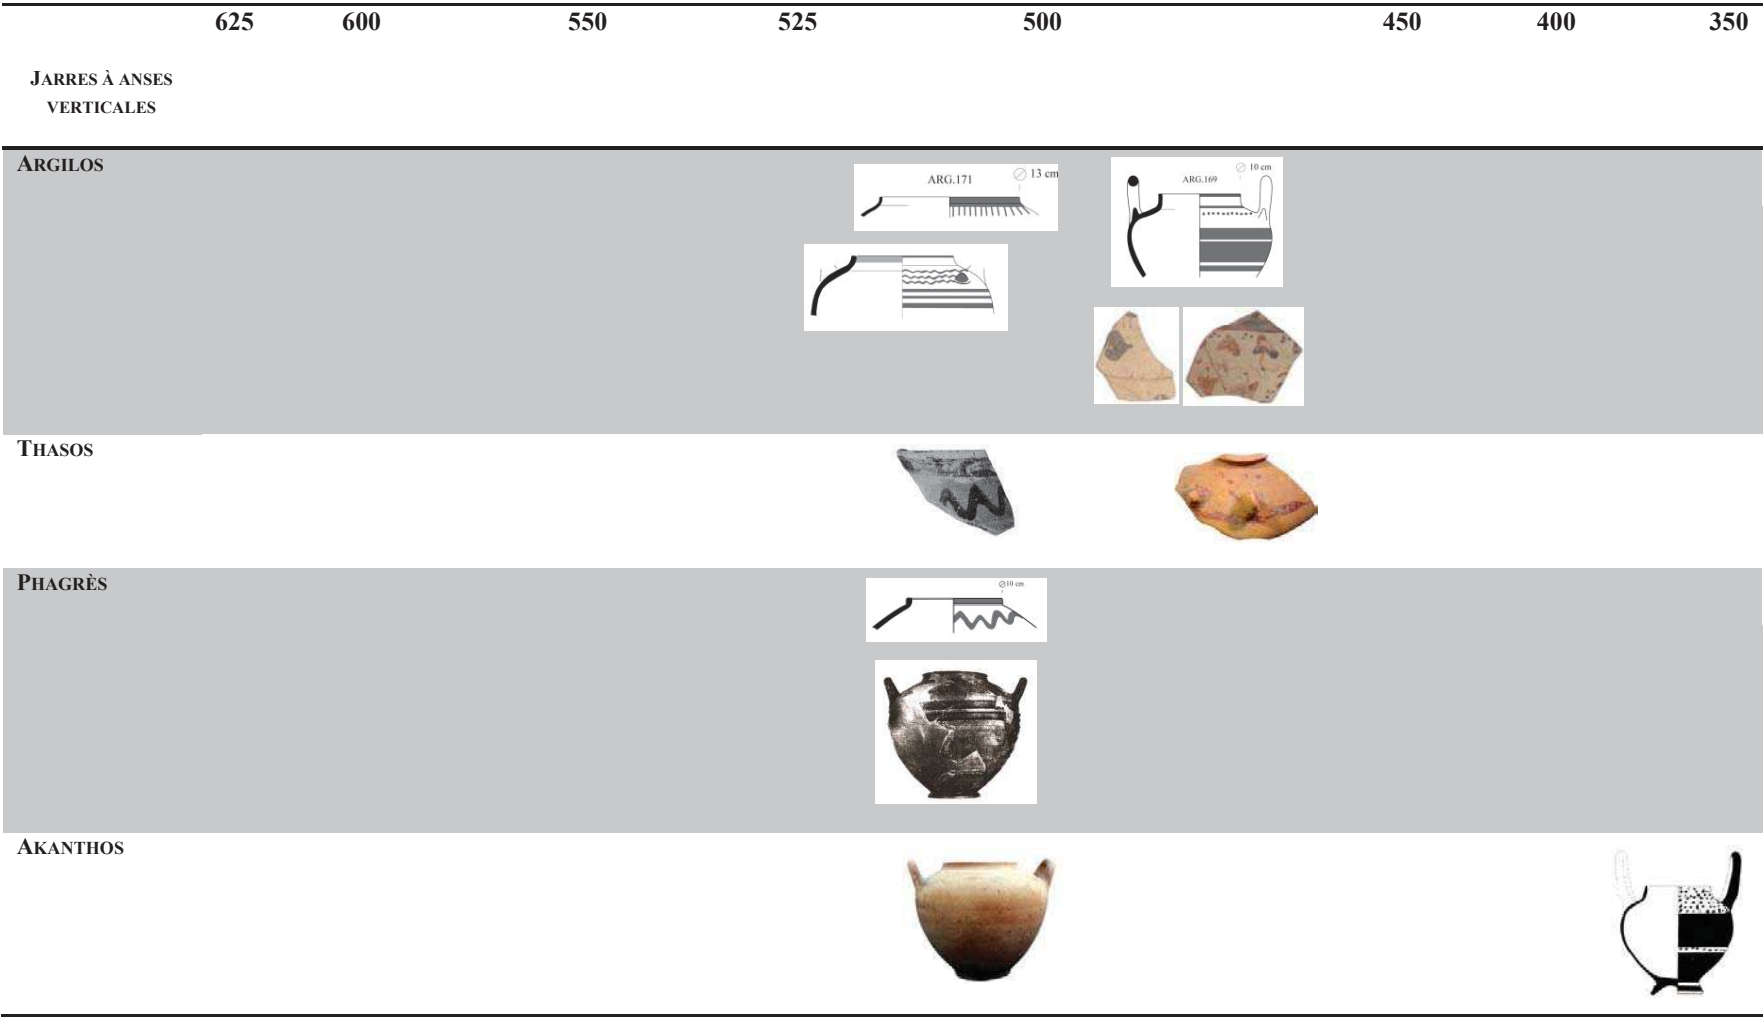 625 600 550 525 500 450 400 350
JARRES À ANSES
VERTICALES
ARGILOS
ARG.171 ∅ 13 cm
ARG.169 ∅ 10 cm
THASOS
PHAGRÈS
∅10 cm
AKANTHOS